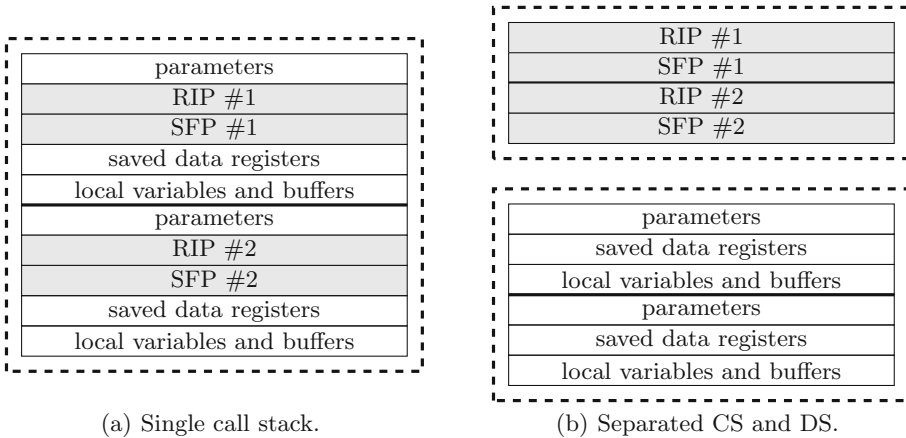 parameters
RIP #1
SFP #1
saved data registers
local variables and buffers
parameters
RIP #2
SFP #2
saved data registers
local variables and buffers
(a) Single call stack.
RIP #1
SFP #1
RIP #2
SFP #2
parameters
saved data registers
local variables and buffers
parameters
saved data registers
local variables and buffers
(b) Separated CS and DS.